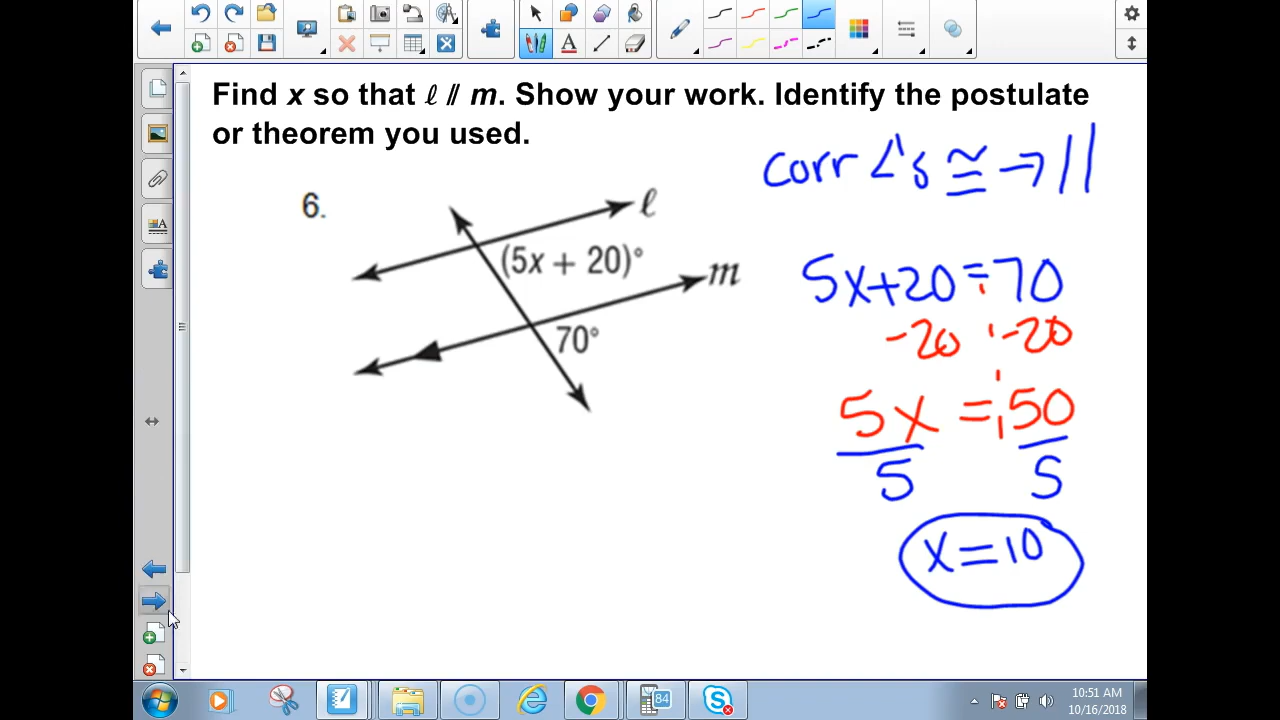 Find x so that ℓ ∥ m. Show your work. Identify the postulate
or theorem you used.
corr ∠'s ≅ → ||
6.
ℓ
(5x + 20)°
m
70°
5x+20=70
-20 -20
5x = 50
5 5
x=10
84
10:51 AM
10/16/2018